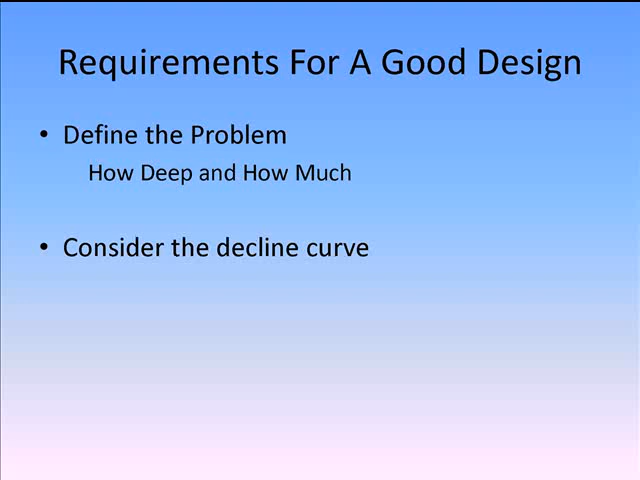 Requirements For A Good Design
• Define the Problem
How Deep and How Much
• Consider the decline curve